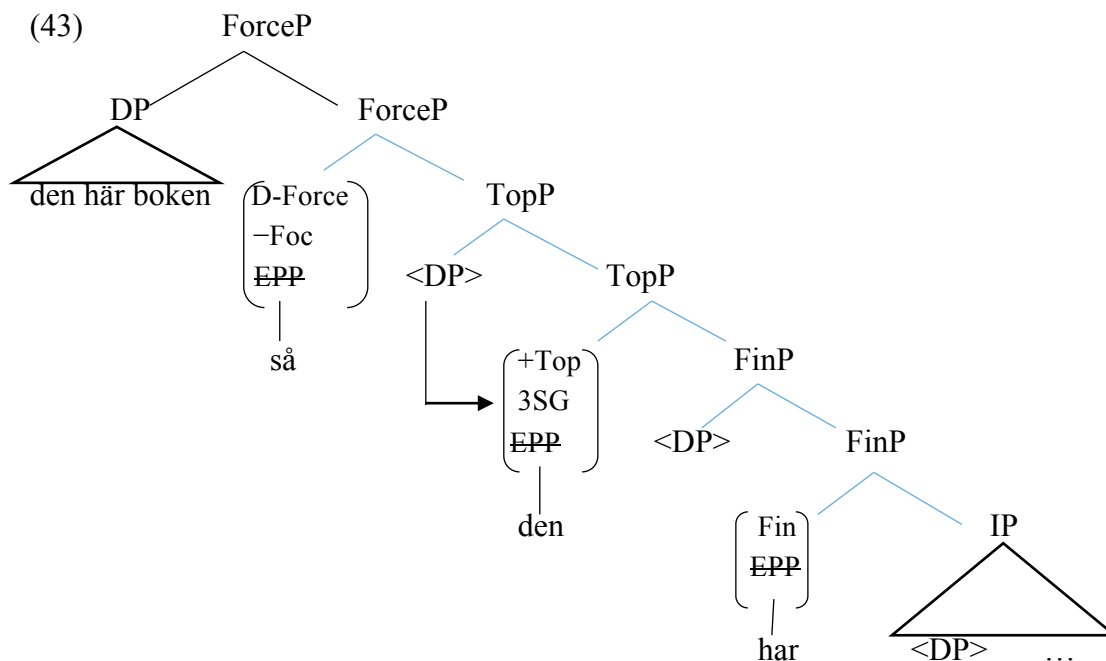 (43) ForceP
DP ForceP
den här boken D-Force TopP
−Foc
EPP <DP> TopP
så +Top FinP
3SG
EPP <DP> FinP
den Fin IP
EPP
har <DP> …